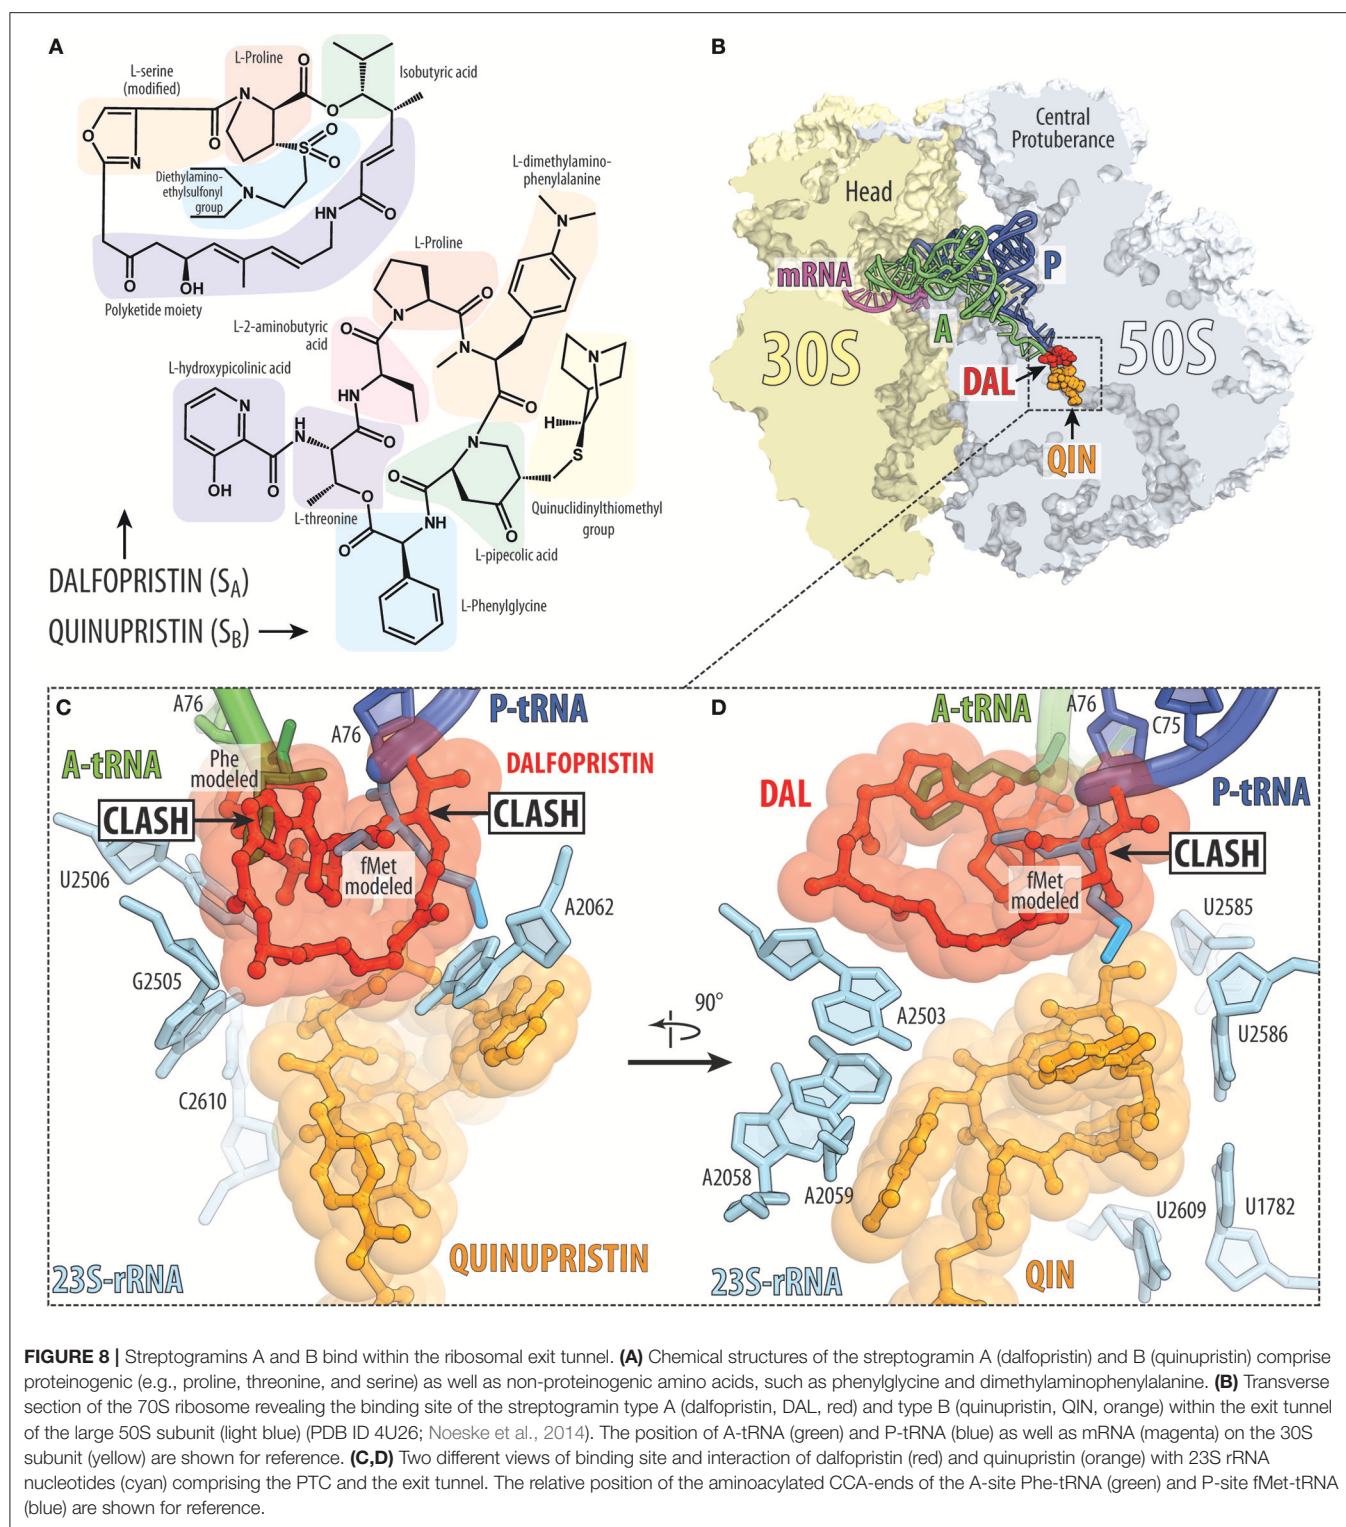 A
L-Proline
L-serine
(modified)
Isobutyric acid
O
O
N
O
O
N
O
S
O
O
Diethylamino-
ethylsulfonyl
group
N
HN
O
O
OH
Polyketide moiety
L-dimethylamino-
phenylalanine
N
L-Proline
N
O
O
N
L-2-aminobutyric
acid
L-hydroxypicolinic acid
N
N
H
NH
O
O
O
OH
L-threonine
O
O
NH
O
N
O
H
N
S
Quinuclidinylthiomethyl
group
L-pipecolic acid
L-Phenylglycine
DALFOPRISTIN (SA)
QUINUPRISTIN (SB)
B
Central
Protuberance
Head
mRNA
P
A
30S
50S
DAL
QIN
C
A76
P-tRNA
A76
A-tRNA
Phe
modeled
DALFOPRISTIN
CLASH
CLASH
fMet
modeled
U2506
A2062
G2505
C2610
QUINUPRISTIN
23S-rRNA
90°
D
A-tRNA
A76
C75
DAL
P-tRNA
CLASH
fMet
modeled
U2585
A2503
U2586
A2058
A2059
U2609
U1782
QIN
23S-rRNA
FIGURE 8 | Streptogramins A and B bind within the ribosomal exit tunnel. (A) Chemical structures of the streptogramin A (dalfopristin) and B (quinupristin) comprise
proteinogenic (e.g., proline, threonine, and serine) as well as non-proteinogenic amino acids, such as phenylglycine and dimethylaminophenylalanine. (B) Transverse
section of the 70S ribosome revealing the binding site of the streptogramin type A (dalfopristin, DAL, red) and type B (quinupristin, QIN, orange) within the exit tunnel
of the large 50S subunit (light blue) (PDB ID 4U26; Noeske et al., 2014). The position of A-tRNA (green) and P-tRNA (blue) as well as mRNA (magenta) on the 30S
subunit (yellow) are shown for reference. (C,D) Two different views of binding site and interaction of dalfopristin (red) and quinupristin (orange) with 23S rRNA
nucleotides (cyan) comprising the PTC and the exit tunnel. The relative position of the aminoacylated CCA-ends of the A-site Phe-tRNA (green) and P-site fMet-tRNA
(blue) are shown for reference.